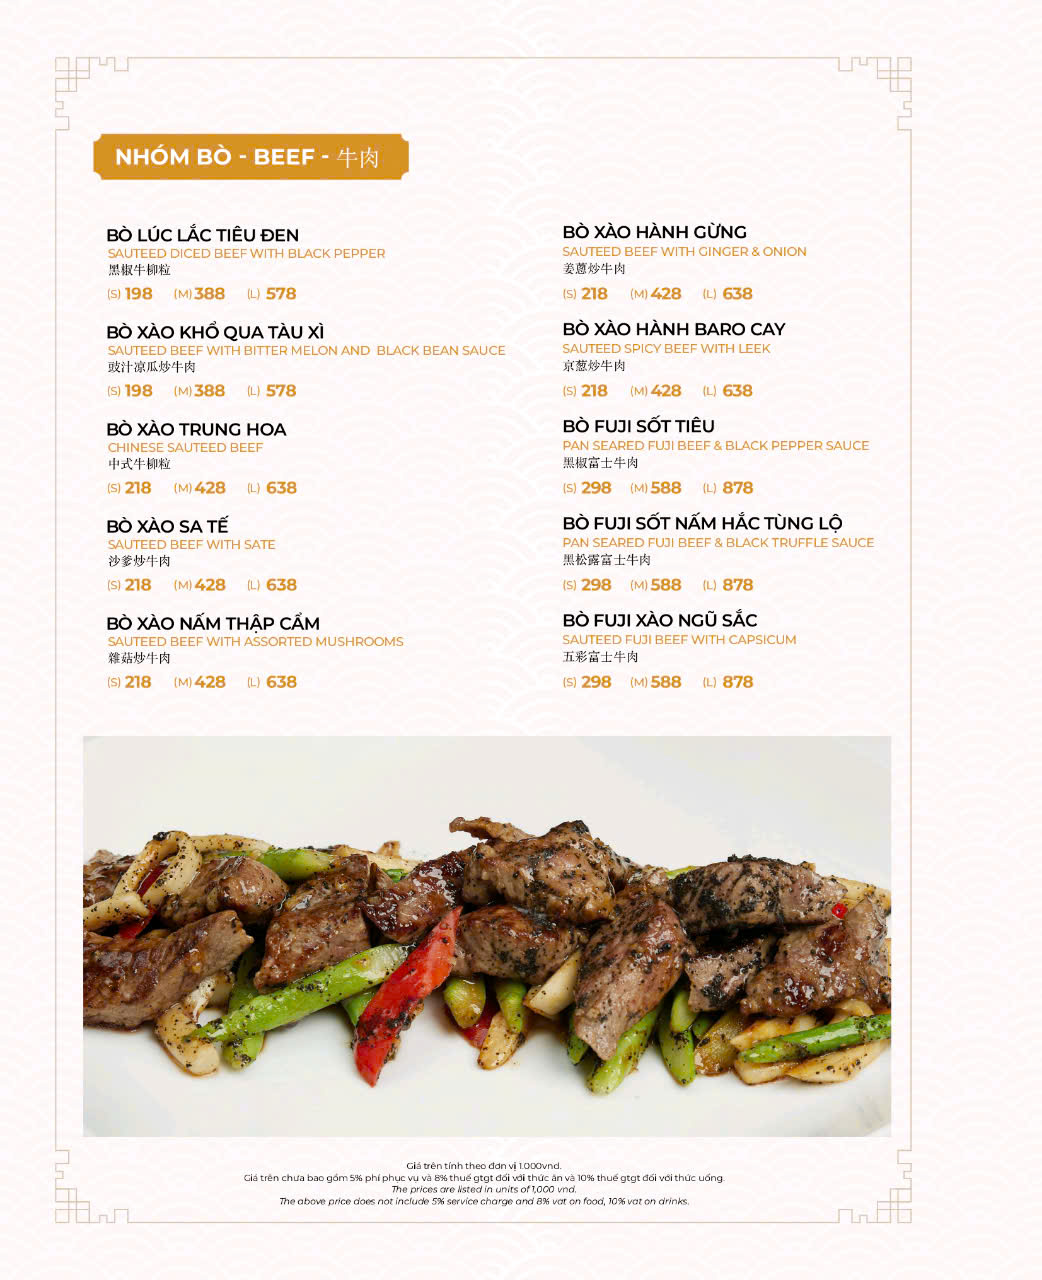 NHÓM BÒ - BEEF - 牛肉
BÒ LÚC LẮC TIÊU ĐEN
SAUTEED DICED BEEF WITH BLACK PEPPER
黑椒牛柳粒
(S) 198 (M) 388 (L) 578
BÒ XÀO KHỔ QUA TÀU XÌ
SAUTEED BEEF WITH BITTER MELON AND BLACK BEAN SAUCE
豉汁凉瓜炒牛肉
(S) 198 (M) 388 (L) 578
BÒ XÀO TRUNG HOA
CHINESE SAUTEED BEEF
中式牛柳粒
(S) 218 (M) 428 (L) 638
BÒ XÀO SA TẾ
SAUTEED BEEF WITH SATE
沙爹炒牛肉
(S) 218 (M) 428 (L) 638
BÒ XÀO NẤM THẬP CẨM
SAUTEED BEEF WITH ASSORTED MUSHROOMS
雜菇炒牛肉
(S) 218 (M) 428 (L) 638
BÒ XÀO HÀNH GỪNG
SAUTEED BEEF WITH GINGER & ONION
姜蔥炒牛肉
(S) 218 (M) 428 (L) 638
BÒ XÀO HÀNH BARO CAY
SAUTEED SPICY BEEF WITH LEEK
京葱炒牛肉
(S) 218 (M) 428 (L) 638
BÒ FUJI SỐT TIÊU
PAN SEARED FUJI BEEF & BLACK PEPPER SAUCE
黑椒富士牛肉
(S) 298 (M) 588 (L) 878
BÒ FUJI SỐT NẤM HẮC TÙNG LỘ
PAN SEARED FUJI BEEF & BLACK TRUFFLE SAUCE
黑松露富士牛肉
(S) 298 (M) 588 (L) 878
BÒ FUJI XÀO NGŨ SẮC
SAUTEED FUJI BEEF WITH CAPSICUM
五彩富士牛肉
(S) 298 (M) 588 (L) 878
Giá trên tính theo đơn vị 1.000vnd.
Giá trên chưa bao gồm 5% phí phục vụ và 8% thuế gtgt đối với thức ăn và 10% thuế gtgt đối với thức uống.
The prices are listed in units of 1,000 vnd.
The above price does not include 5% service charge and 8% vat on food, 10% vat on drinks.